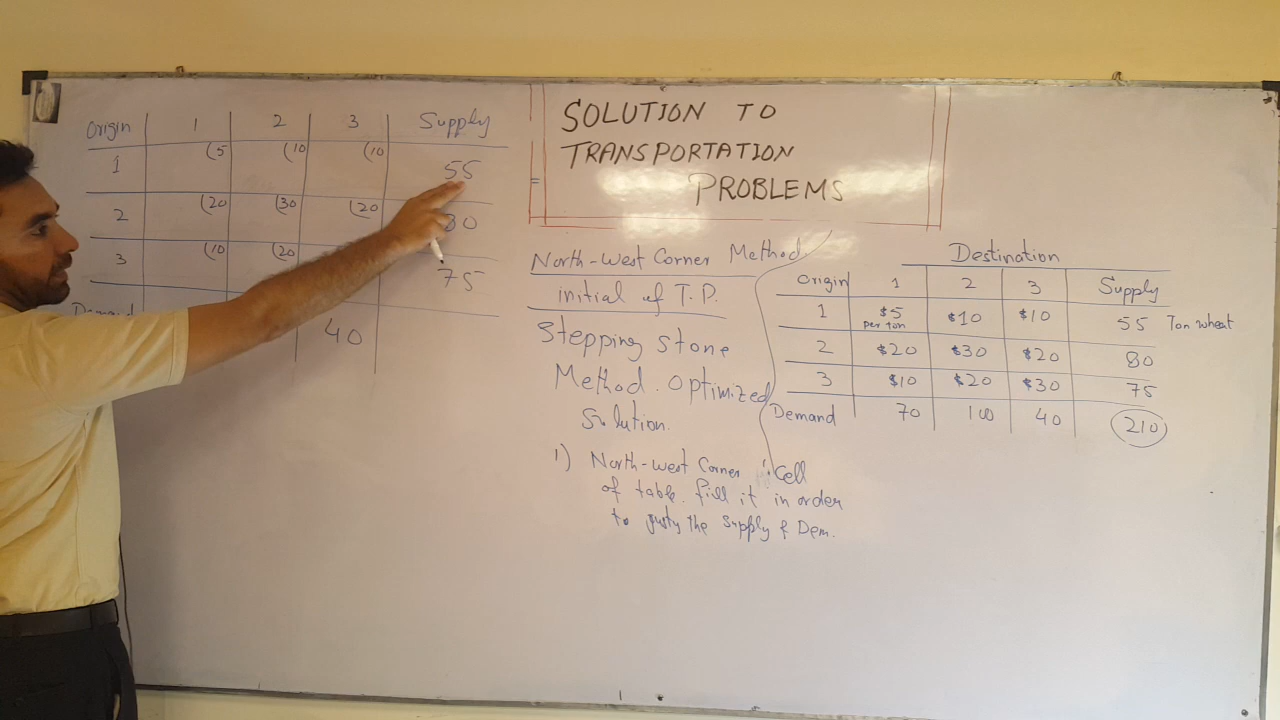 Origin 1 2 3 Supply
1 (5 (10 (10 55
2 (20 (30 (20 80
3 (10 (20 75
40
SOLUTION TO
TRANSPORTATION
PROBLEMS
=
North-West Corner Method
initial of T.P.
Stepping Stone
Method. Optimized
Solution.
1) North-west Corner Cell
of table. fill it in order
to the Supply & Dem.
Destination
Origin 1 2 3 Supply
1 $5 $10 $10 55 Ton wheat
per ton
2 $20 $30 $20 80
3 $10 $20 $30 75
Demand 70 100 40 210